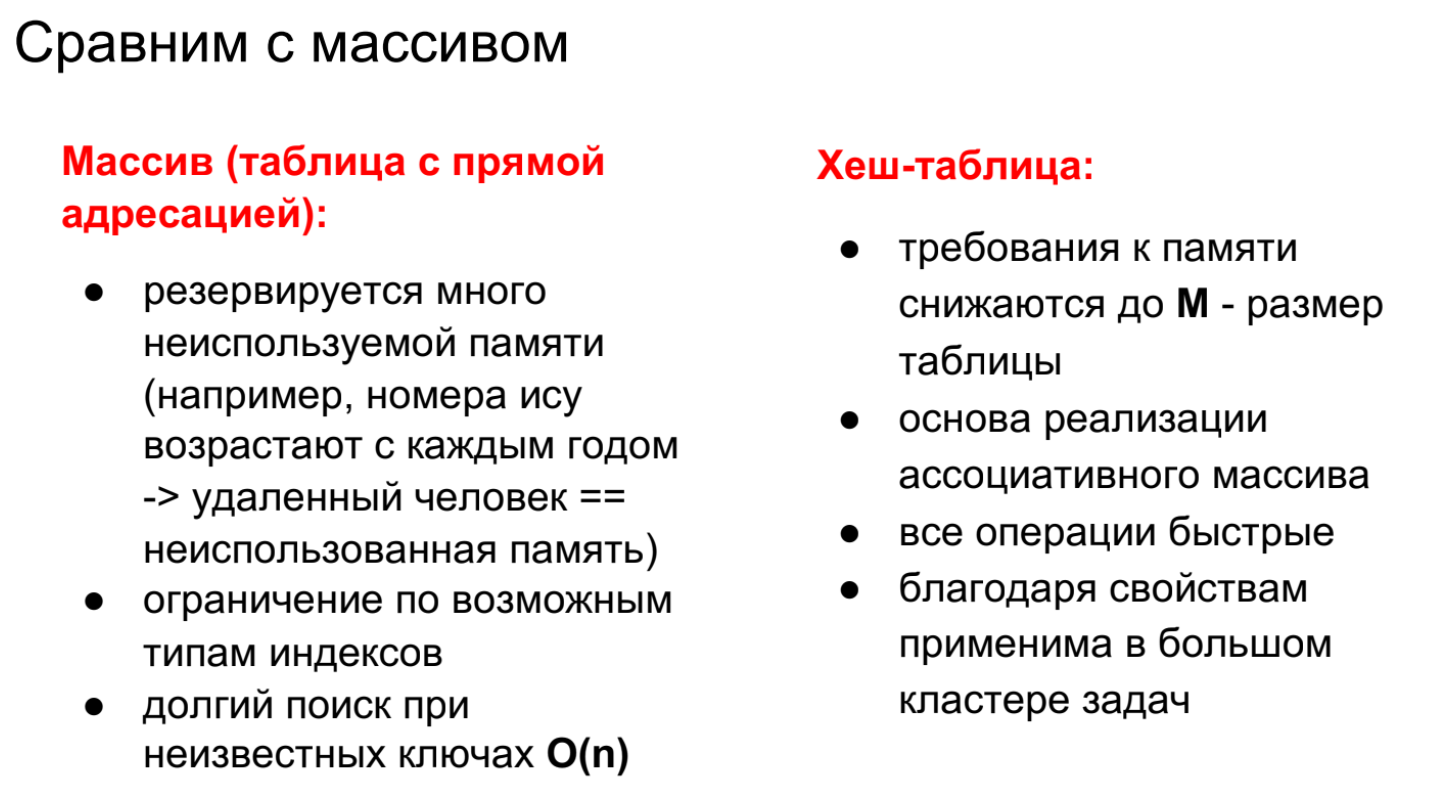 Сравним с массивом
Массив (таблица с прямой
адресацией):
● резервируется много
неиспользуемой памяти
(например, номера ису
возрастают с каждым годом
-> удаленный человек ==
неиспользованная память)
● ограничение по возможным
типам индексов
● долгий поиск при
неизвестных ключах O(n)
Хеш-таблица:
● требования к памяти
снижаются до M - размер
таблицы
● основа реализации
ассоциативного массива
● все операции быстрые
● благодаря свойствам
применима в большом
кластере задач